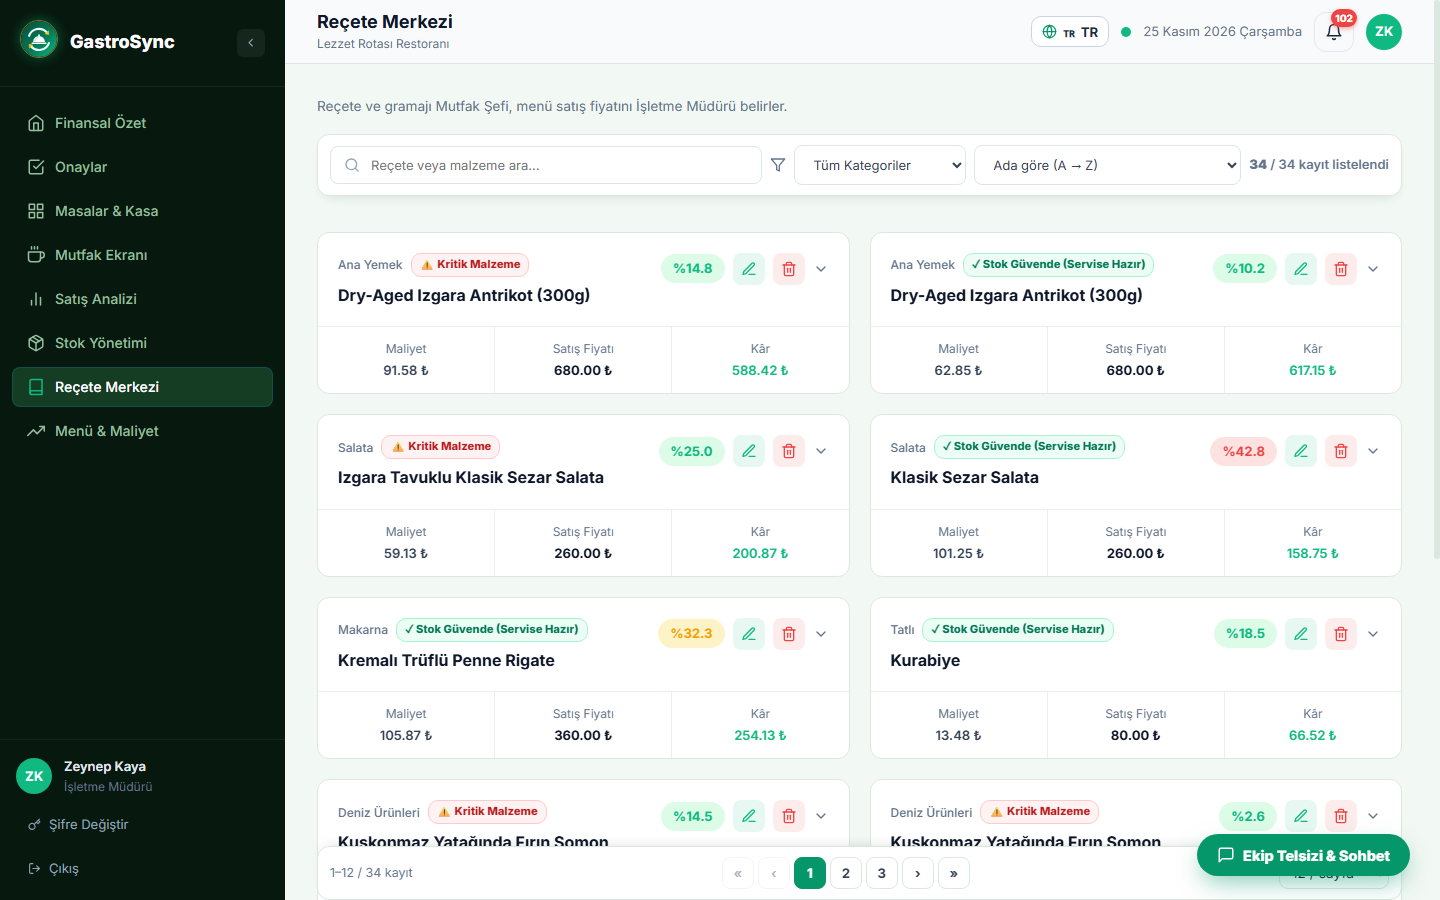 GastroSync
Finansal Özet
Onaylar
Masalar & Kasa
Mutfak Ekranı
Satış Analizi
Stok Yönetimi
Reçete Merkezi
Menü & Maliyet
ZK
Zeynep Kaya
İşletme Müdürü
Şifre Değiştir
Çıkış
Reçete Merkezi
Lezzet Rotası Restoranı
TR TR
25 Kasım 2026 Çarşamba
102
ZK
Reçete ve gramajı Mutfak Şefi, menü satış fiyatını İşletme Müdürü belirler.
Reçete veya malzeme ara...
Tüm Kategoriler
Ada göre (A → Z)
34 / 34 kayıt listelendi
Ana Yemek
⚠ Kritik Malzeme
%14.8
Dry-Aged Izgara Antrikot (300g)
Maliyet
91.58 ₺
Satış Fiyatı
680.00 ₺
Kâr
588.42 ₺
Ana Yemek
✓ Stok Güvende (Servise Hazır)
%10.2
Dry-Aged Izgara Antrikot (300g)
Maliyet
62.85 ₺
Satış Fiyatı
680.00 ₺
Kâr
617.15 ₺
Salata
⚠ Kritik Malzeme
%25.0
Izgara Tavuklu Klasik Sezar Salata
Maliyet
59.13 ₺
Satış Fiyatı
260.00 ₺
Kâr
200.87 ₺
Salata
✓ Stok Güvende (Servise Hazır)
%42.8
Klasik Sezar Salata
Maliyet
101.25 ₺
Satış Fiyatı
260.00 ₺
Kâr
158.75 ₺
Makarna
✓ Stok Güvende (Servise Hazır)
%32.3
Kremalı Trüflü Penne Rigate
Maliyet
105.87 ₺
Satış Fiyatı
360.00 ₺
Kâr
254.13 ₺
Tatlı
✓ Stok Güvende (Servise Hazır)
%18.5
Kurabiye
Maliyet
13.48 ₺
Satış Fiyatı
80.00 ₺
Kâr
66.52 ₺
Deniz Ürünleri
⚠ Kritik Malzeme
%14.5
Kuşkonmaz Yatağında Fırın Somon
Deniz Ürünleri
⚠ Kritik Malzeme
%2.6
Kuşkonmaz Yatağında Fırın Somon
1–12 / 34 kayıt
« ‹ 1 2 3 › »
Ekip Telsizi & Sohbet